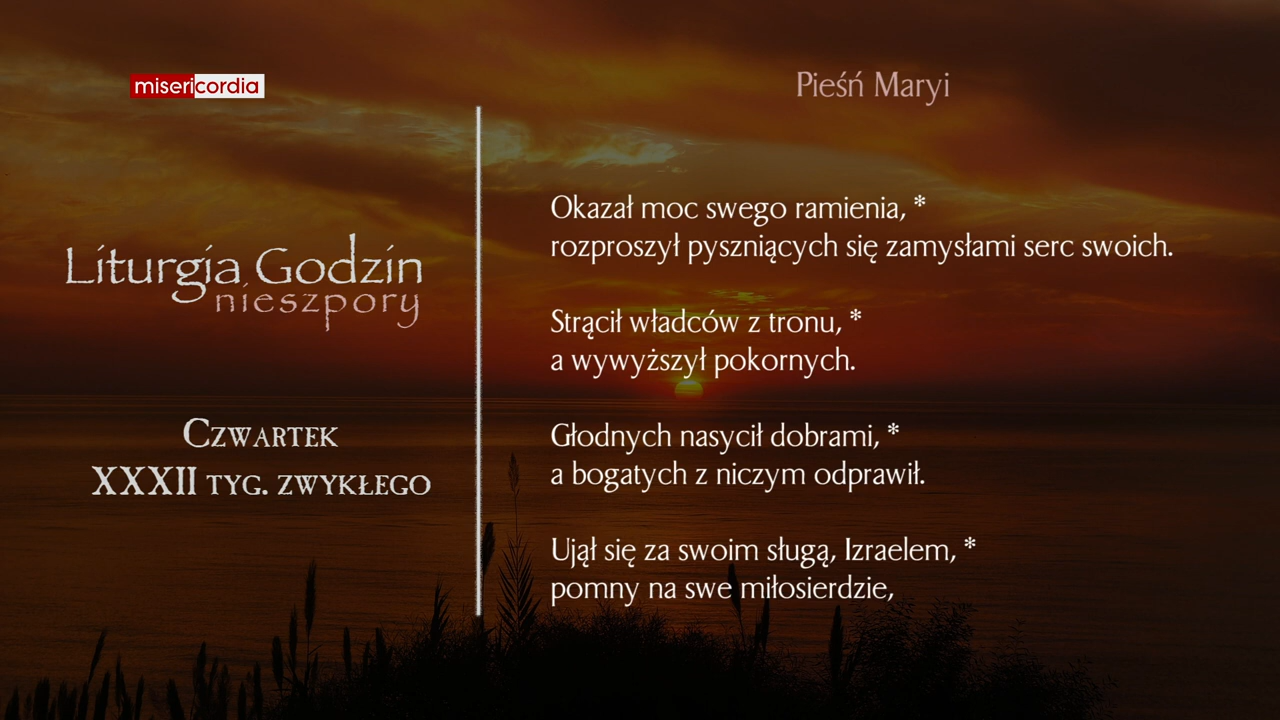 misericordia
Pieśń Maryi
Liturgia Godzin
nieszpory
Czwartek
XXXII tyg. zwykłego
Okazał moc swego ramienia, *
rozproszył pyszniących się zamysłami serc swoich.
Strącił władców z tronu, *
a wywyższył pokornych.
Głodnych nasycił dobrami, *
a bogatych z niczym odprawił.
Ujął się za swoim sługą, Izraelem, *
pomny na swe miłosierdzie,